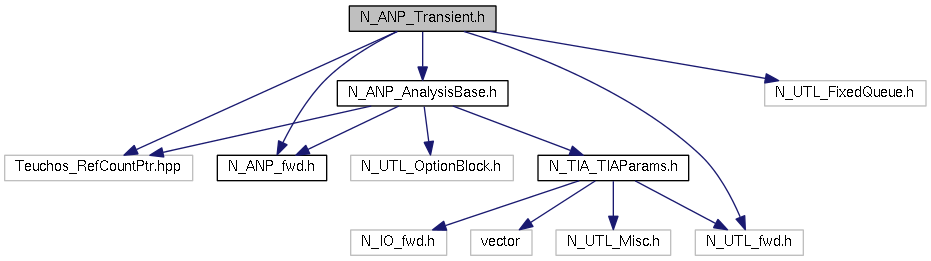 N_ANP_Transient.h
N_ANP_AnalysisBase.h
N_UTL_FixedQueue.h
Teuchos_RefCountPtr.hpp
N_ANP_fwd.h
N_UTL_OptionBlock.h
N_TIA_TIAParams.h
N_IO_fwd.h
vector
N_UTL_Misc.h
N_UTL_fwd.h